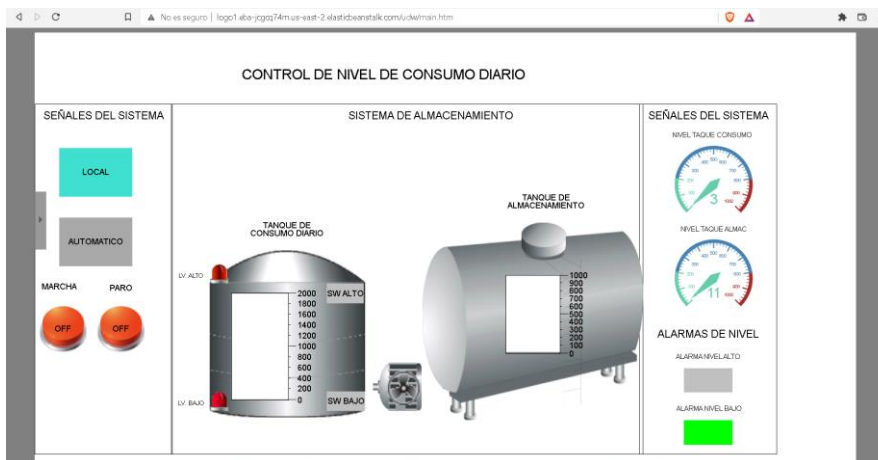 No es seguro | logo1.eba-jcgcq74m.us-east-2.elasticbeanstalk.com/udw/main.htm
CONTROL DE NIVEL DE CONSUMO DIARIO
SEÑALES DEL SISTEMA
LOCAL
AUTOMATICO
MARCHA
PARO
OFF
OFF
SISTEMA DE ALMACENAMIENTO
TANQUE DE
CONSUMO DIARIO
LV. ALTO
LV. BAJO
2000
1800
1600
1400
1200
1000
800
600
400
200
0
SW ALTO
SW BAJO
TANQUE DE
ALMACENAMIENTO
1000
900
800
700
600
500
400
300
200
100
0
SEÑALES DEL SISTEMA
NIVEL TAQUE CONSUMO
3
NIVEL TAQUE ALMAC
11
ALARMAS DE NIVEL
ALARMA NIVEL ALTO
ALARMA NIVEL BAJO